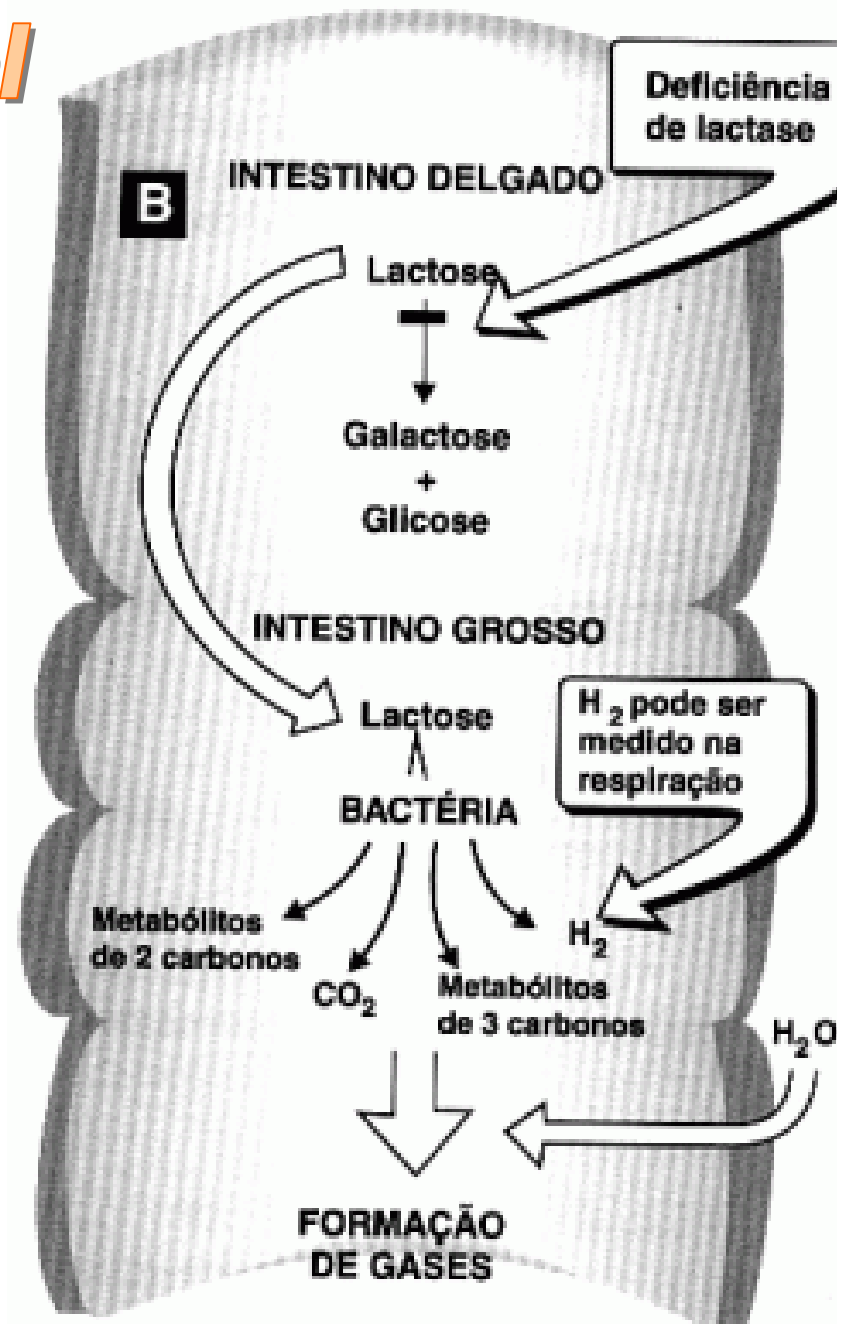 Deficiência
de lactase
B
INTESTINO DELGADO
Lactose
Galactose
+
Glicose
INTESTINO GROSSO
Lactose
H2 pode ser
medido na
respiração
BACTÉRIA
Metabólitos
de 2 carbonos
CO2
Metabólitos
de 3 carbonos
H2
H2O
FORMAÇÃO
DE GASES